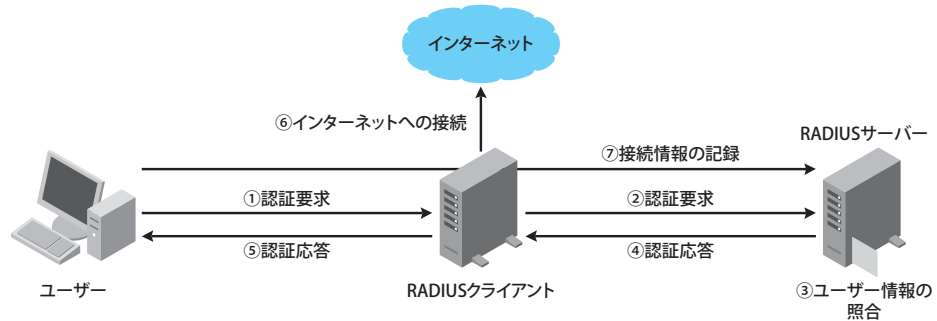 インターネット
⑥インターネットへの接続
RADIUSサーバー
⑦接続情報の記録
①認証要求
②認証要求
⑤認証応答
④認証応答
ユーザー
RADIUSクライアント
③ユーザー情報の
照合